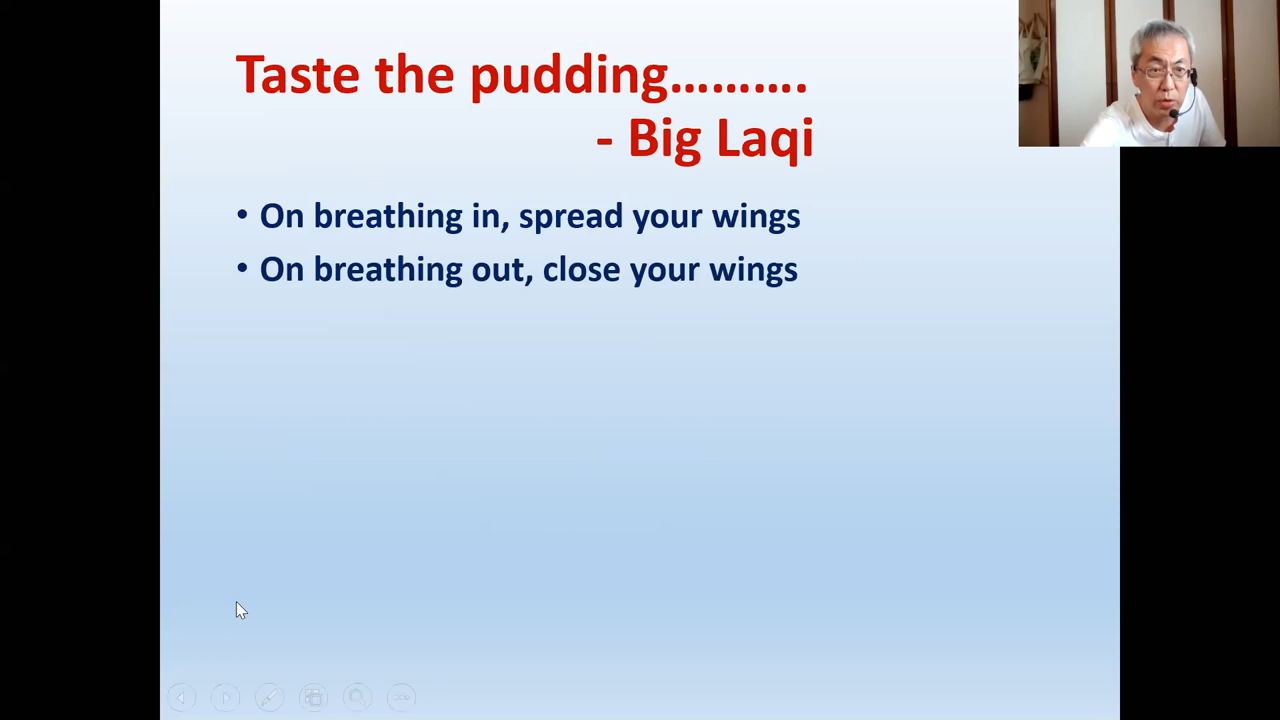 Taste the pudding……….
- Big Laqi
• On breathing in, spread your wings
• On breathing out, close your wings